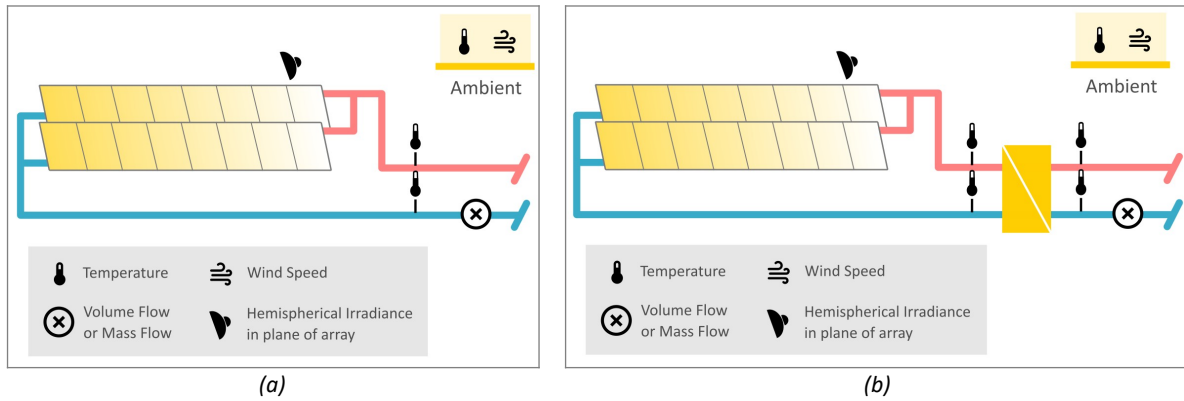 Ambient
Temperature
Wind Speed
Volume Flow
or Mass Flow
Hemispherical Irradiance
in plane of array
(a)
Ambient
Temperature
Wind Speed
Volume Flow
or Mass Flow
Hemispherical Irradiance
in plane of array
(b)